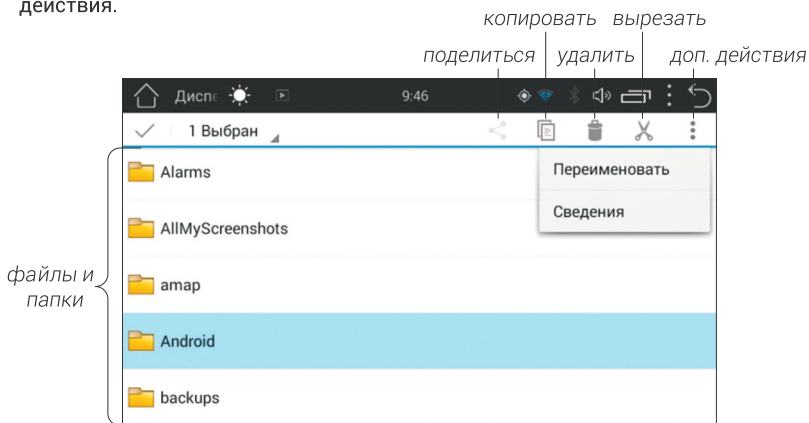 действия.
копировать вырезать
поделиться удалить доп. действия
Диспе 9:46
1 Выбран
Alarms
Переименовать
Сведения
AllMyScreenshots
файлы и
папки
amap
Android
backups